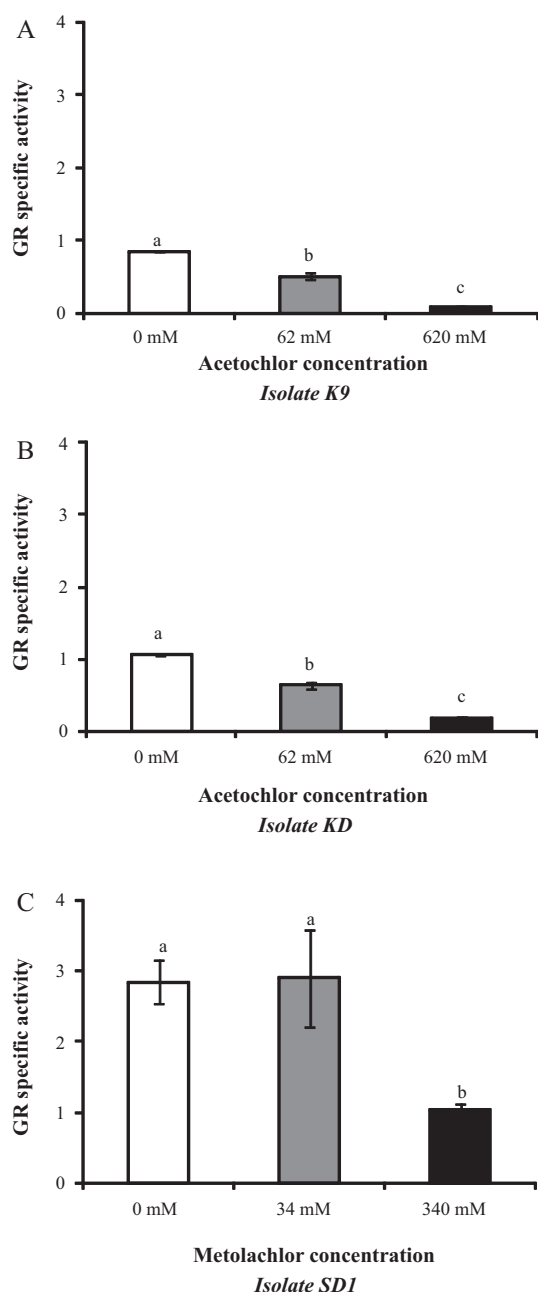 A
GR specific activity
4
3
2
1
0
a
b
c
0 mM 62 mM 620 mM
Acetochlor concentration
Isolate K9
B
GR specific activity
4
3
2
1
0
a
b
c
0 mM 62 mM 620 mM
Acetochlor concentration
Isolate KD
C
GR specific activity
4
3
2
1
0
a
a
b
0 mM 34 mM 340 mM
Metolachlor concentration
Isolate SD1